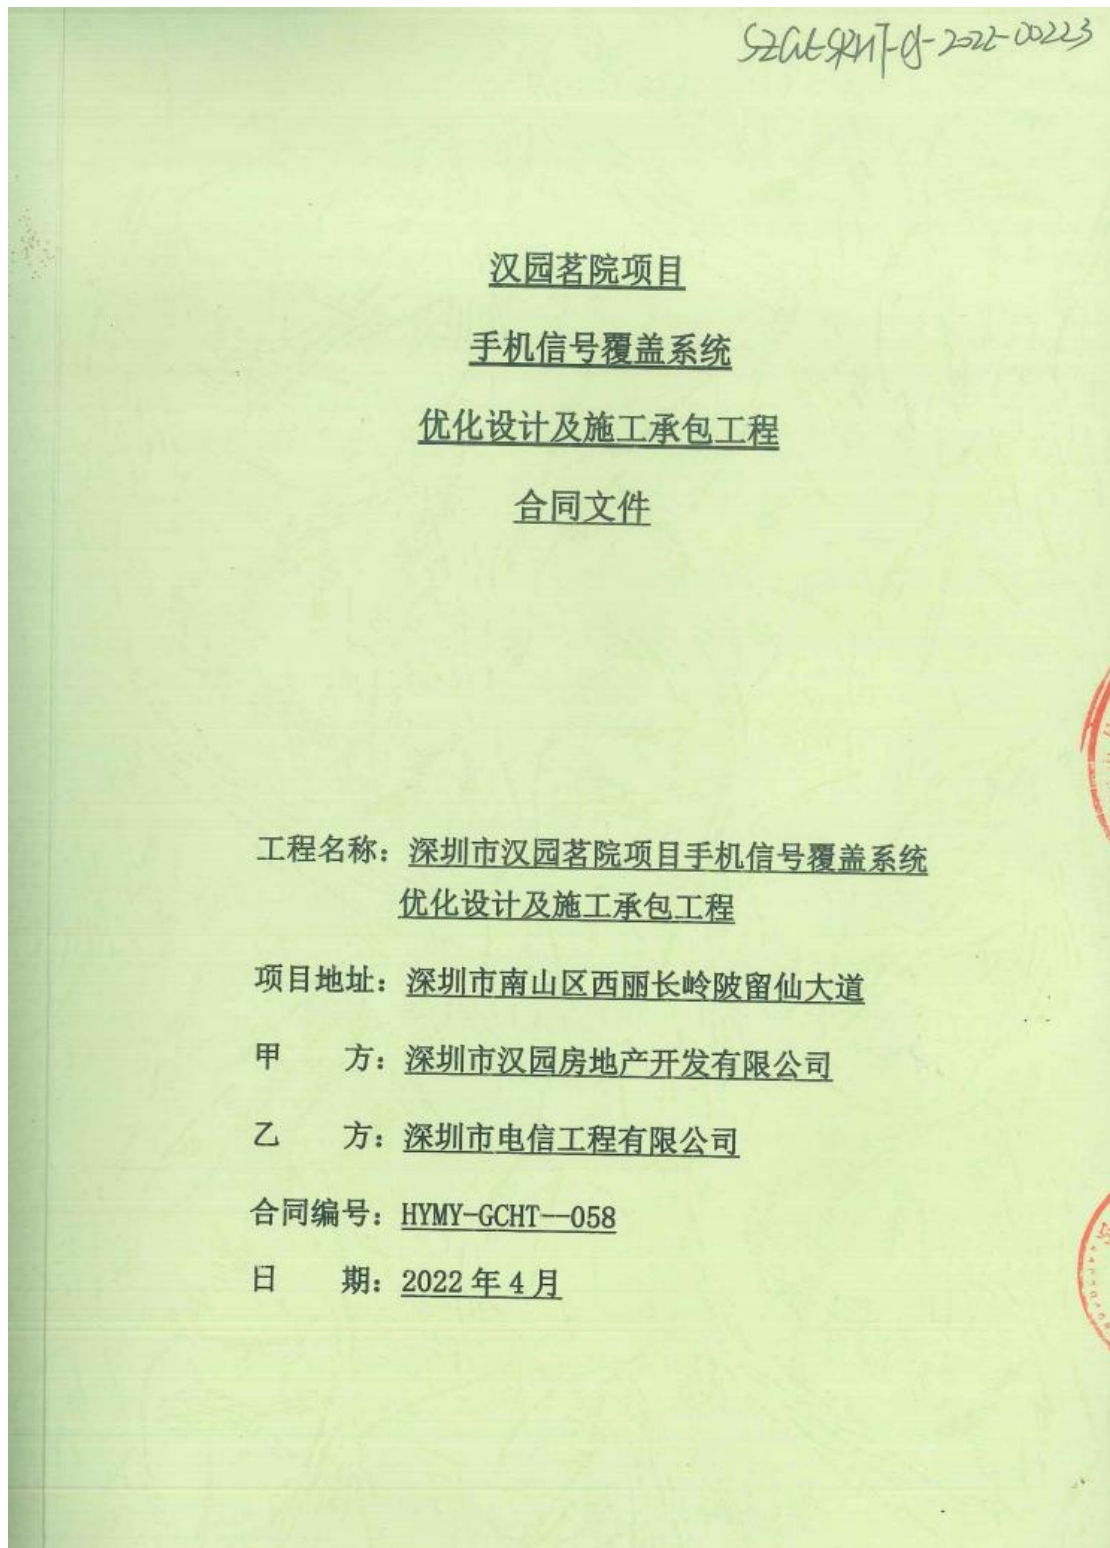 汉园茗院项目
手机信号覆盖系统
优化设计及施工承包工程
合同文件
工程名称：深圳市汉园茗院项目手机信号覆盖系统
优化设计及施工承包工程
项目地址：深圳市南山区西丽长岭陂留仙大道
甲 方：深圳市汉园房地产开发有限公司
乙 方：深圳市电信工程有限公司
合同编号：HYMY-GCHT--058
日 期：2022年4月